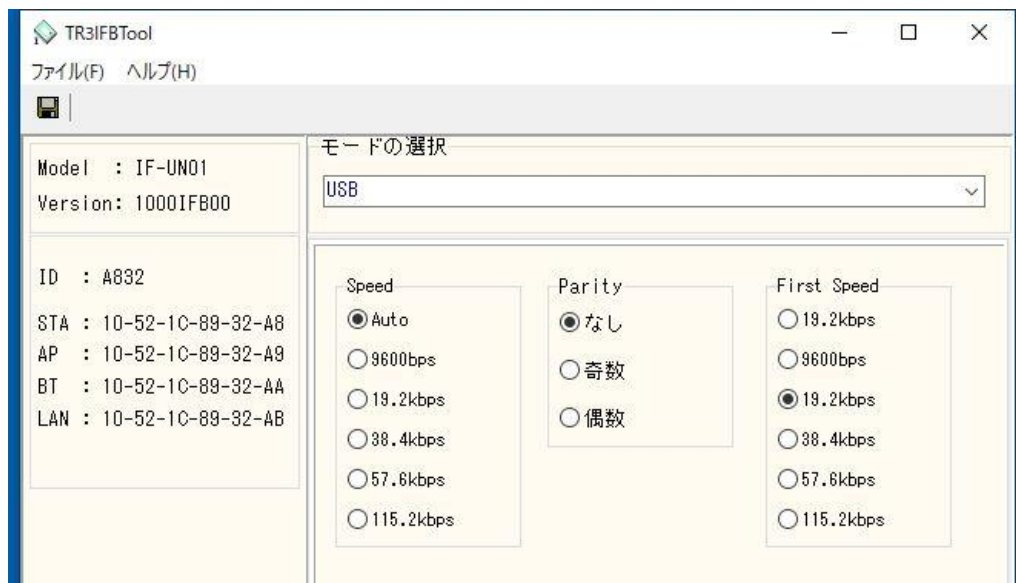 TR3IFBTool
ファイル(F) ヘルプ(H)
Model : IF-UN01
Version: 1000IFB00
ID : A832
STA : 10-52-1C-89-32-A8
AP : 10-52-1C-89-32-A9
BT : 10-52-1C-89-32-AA
LAN : 10-52-1C-89-32-AB
モードの選択
USB
Speed
Auto
9600bps
19.2kbps
38.4kbps
57.6kbps
115.2kbps
Parity
なし
奇数
偶数
First Speed
19.2kbps
9600bps
19.2kbps
38.4kbps
57.6kbps
115.2kbps